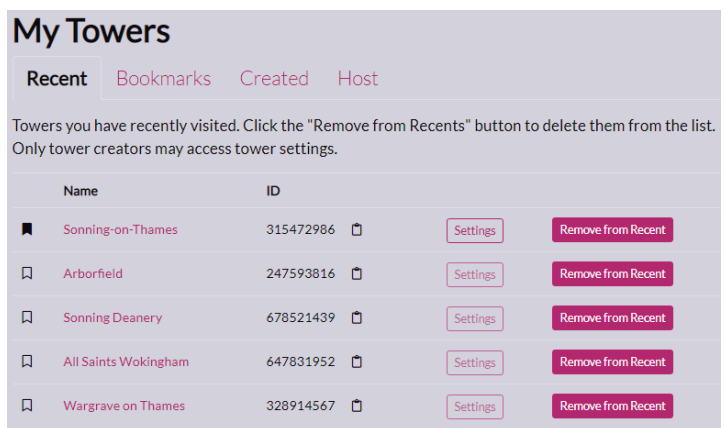 My Towers
Recent Bookmarks Created Host
Towers you have recently visited. Click the "Remove from Recents" button to delete them from the list.
Only tower creators may access tower settings.
Name ID
Sonning-on-Thames 315472986 Settings Remove from Recent
Arborfield 247593816 Settings Remove from Recent
Sonning Deanery 678521439 Settings Remove from Recent
All Saints Wokingham 647831952 Settings Remove from Recent
Wargrave on Thames 328914567 Settings Remove from Recent